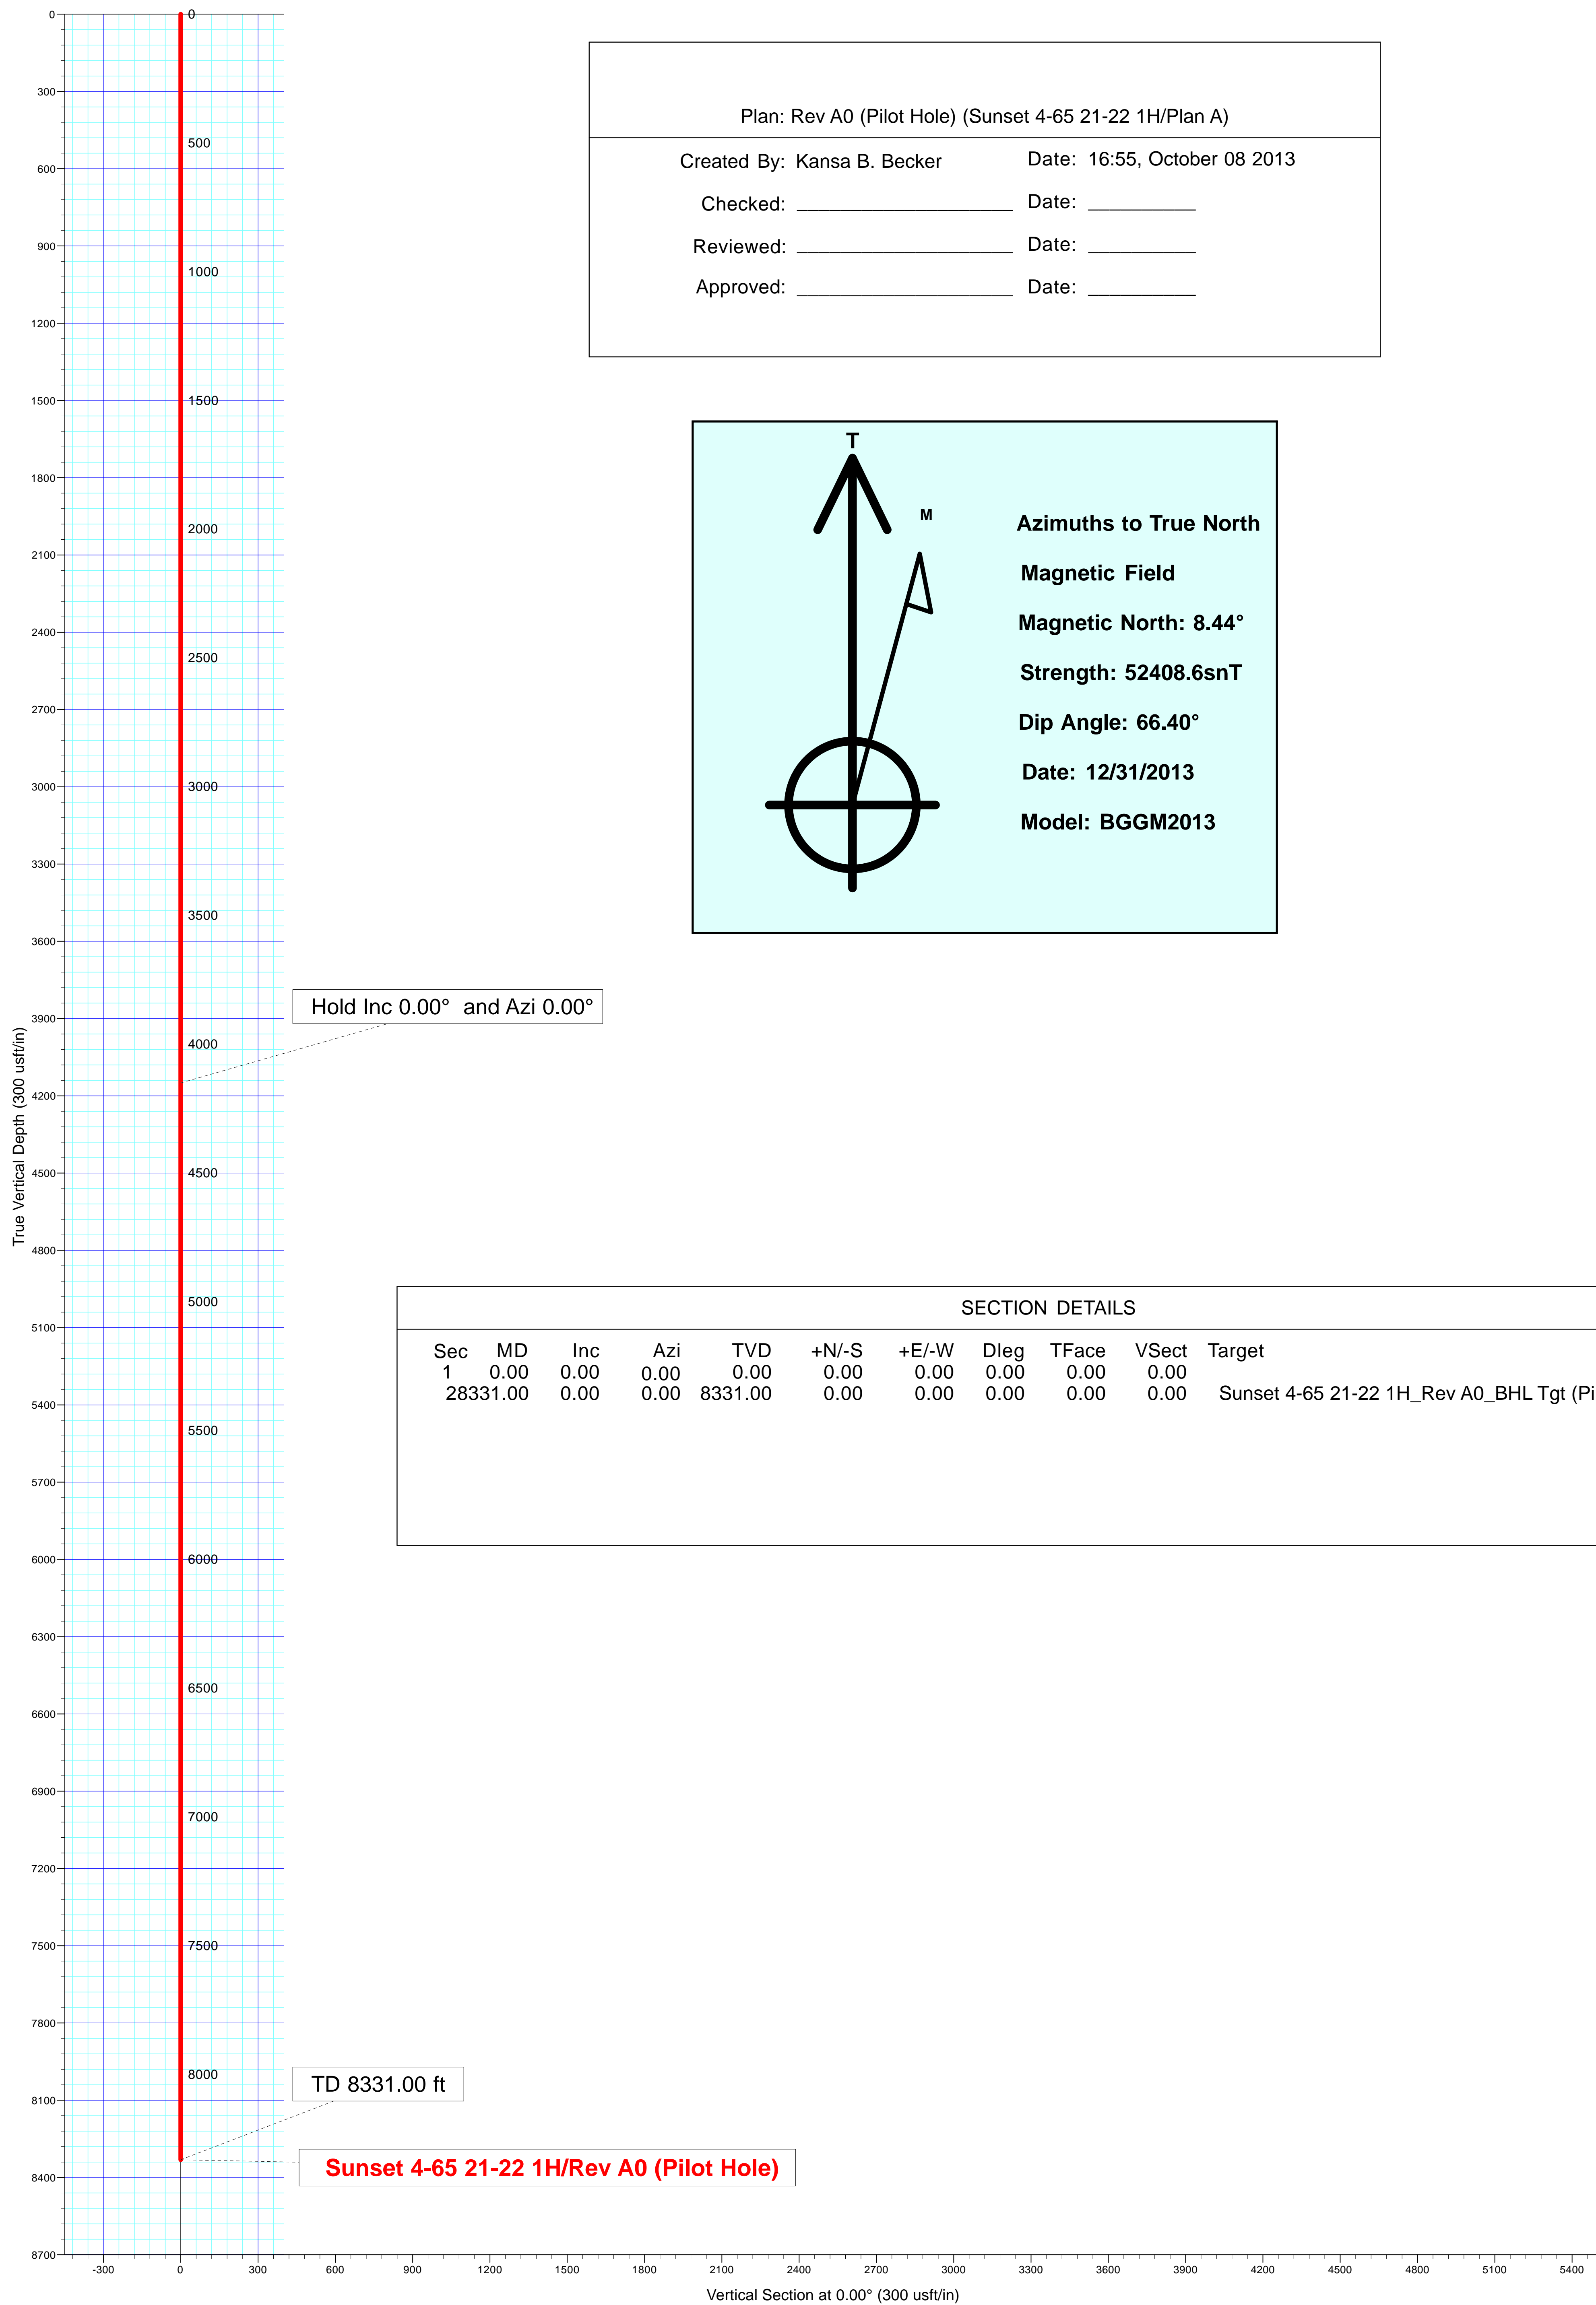 Plan: Rev A0 (Pilot Hole) (Sunset 4-65 21-22 1H/Plan A)
Created By: Kansa B. Becker Date: 16:55, October 08 2013
Checked: ____________________ Date: __________
Reviewed: ____________________ Date: __________
Approved: ____________________ Date: __________
T
M
Azimuths to True North
Magnetic Field
Magnetic North: 8.44°
Strength: 52408.6snT
Dip Angle: 66.40°
Date: 12/31/2013
Model: BGGM2013
True Vertical Depth (300 usft/in)
0
300
600
900
1200
1500
1800
2100
2400
2700
3000
3300
3600
3900
4200
4500
4800
5100
5400
5700
6000
6300
6600
6900
7200
7500
7800
8100
8400
8700
0
500
1000
1500
2000
2500
3000
3500
4000
4500
5000
5500
6000
6500
7000
7500
8000
Hold Inc 0.00° and Azi 0.00°
SECTION DETAILS
Sec MD Inc Azi TVD +N/-S +E/-W Dleg TFace VSect Target
1 0.00 0.00 0.00 0.00 0.00 0.00 0.00 0.00 0.00
28331.00 0.00 0.00 8331.00 0.00 0.00 0.00 0.00 0.00 Sunset 4-65 21-22 1H_Rev A0_BHL Tgt (Pi
TD 8331.00 ft
Sunset 4-65 21-22 1H/Rev A0 (Pilot Hole)
-300 0 300 600 900 1200 1500 1800 2100 2400 2700 3000 3300 3600 3900 4200 4500 4800 5100 5400
Vertical Section at 0.00° (300 usft/in)